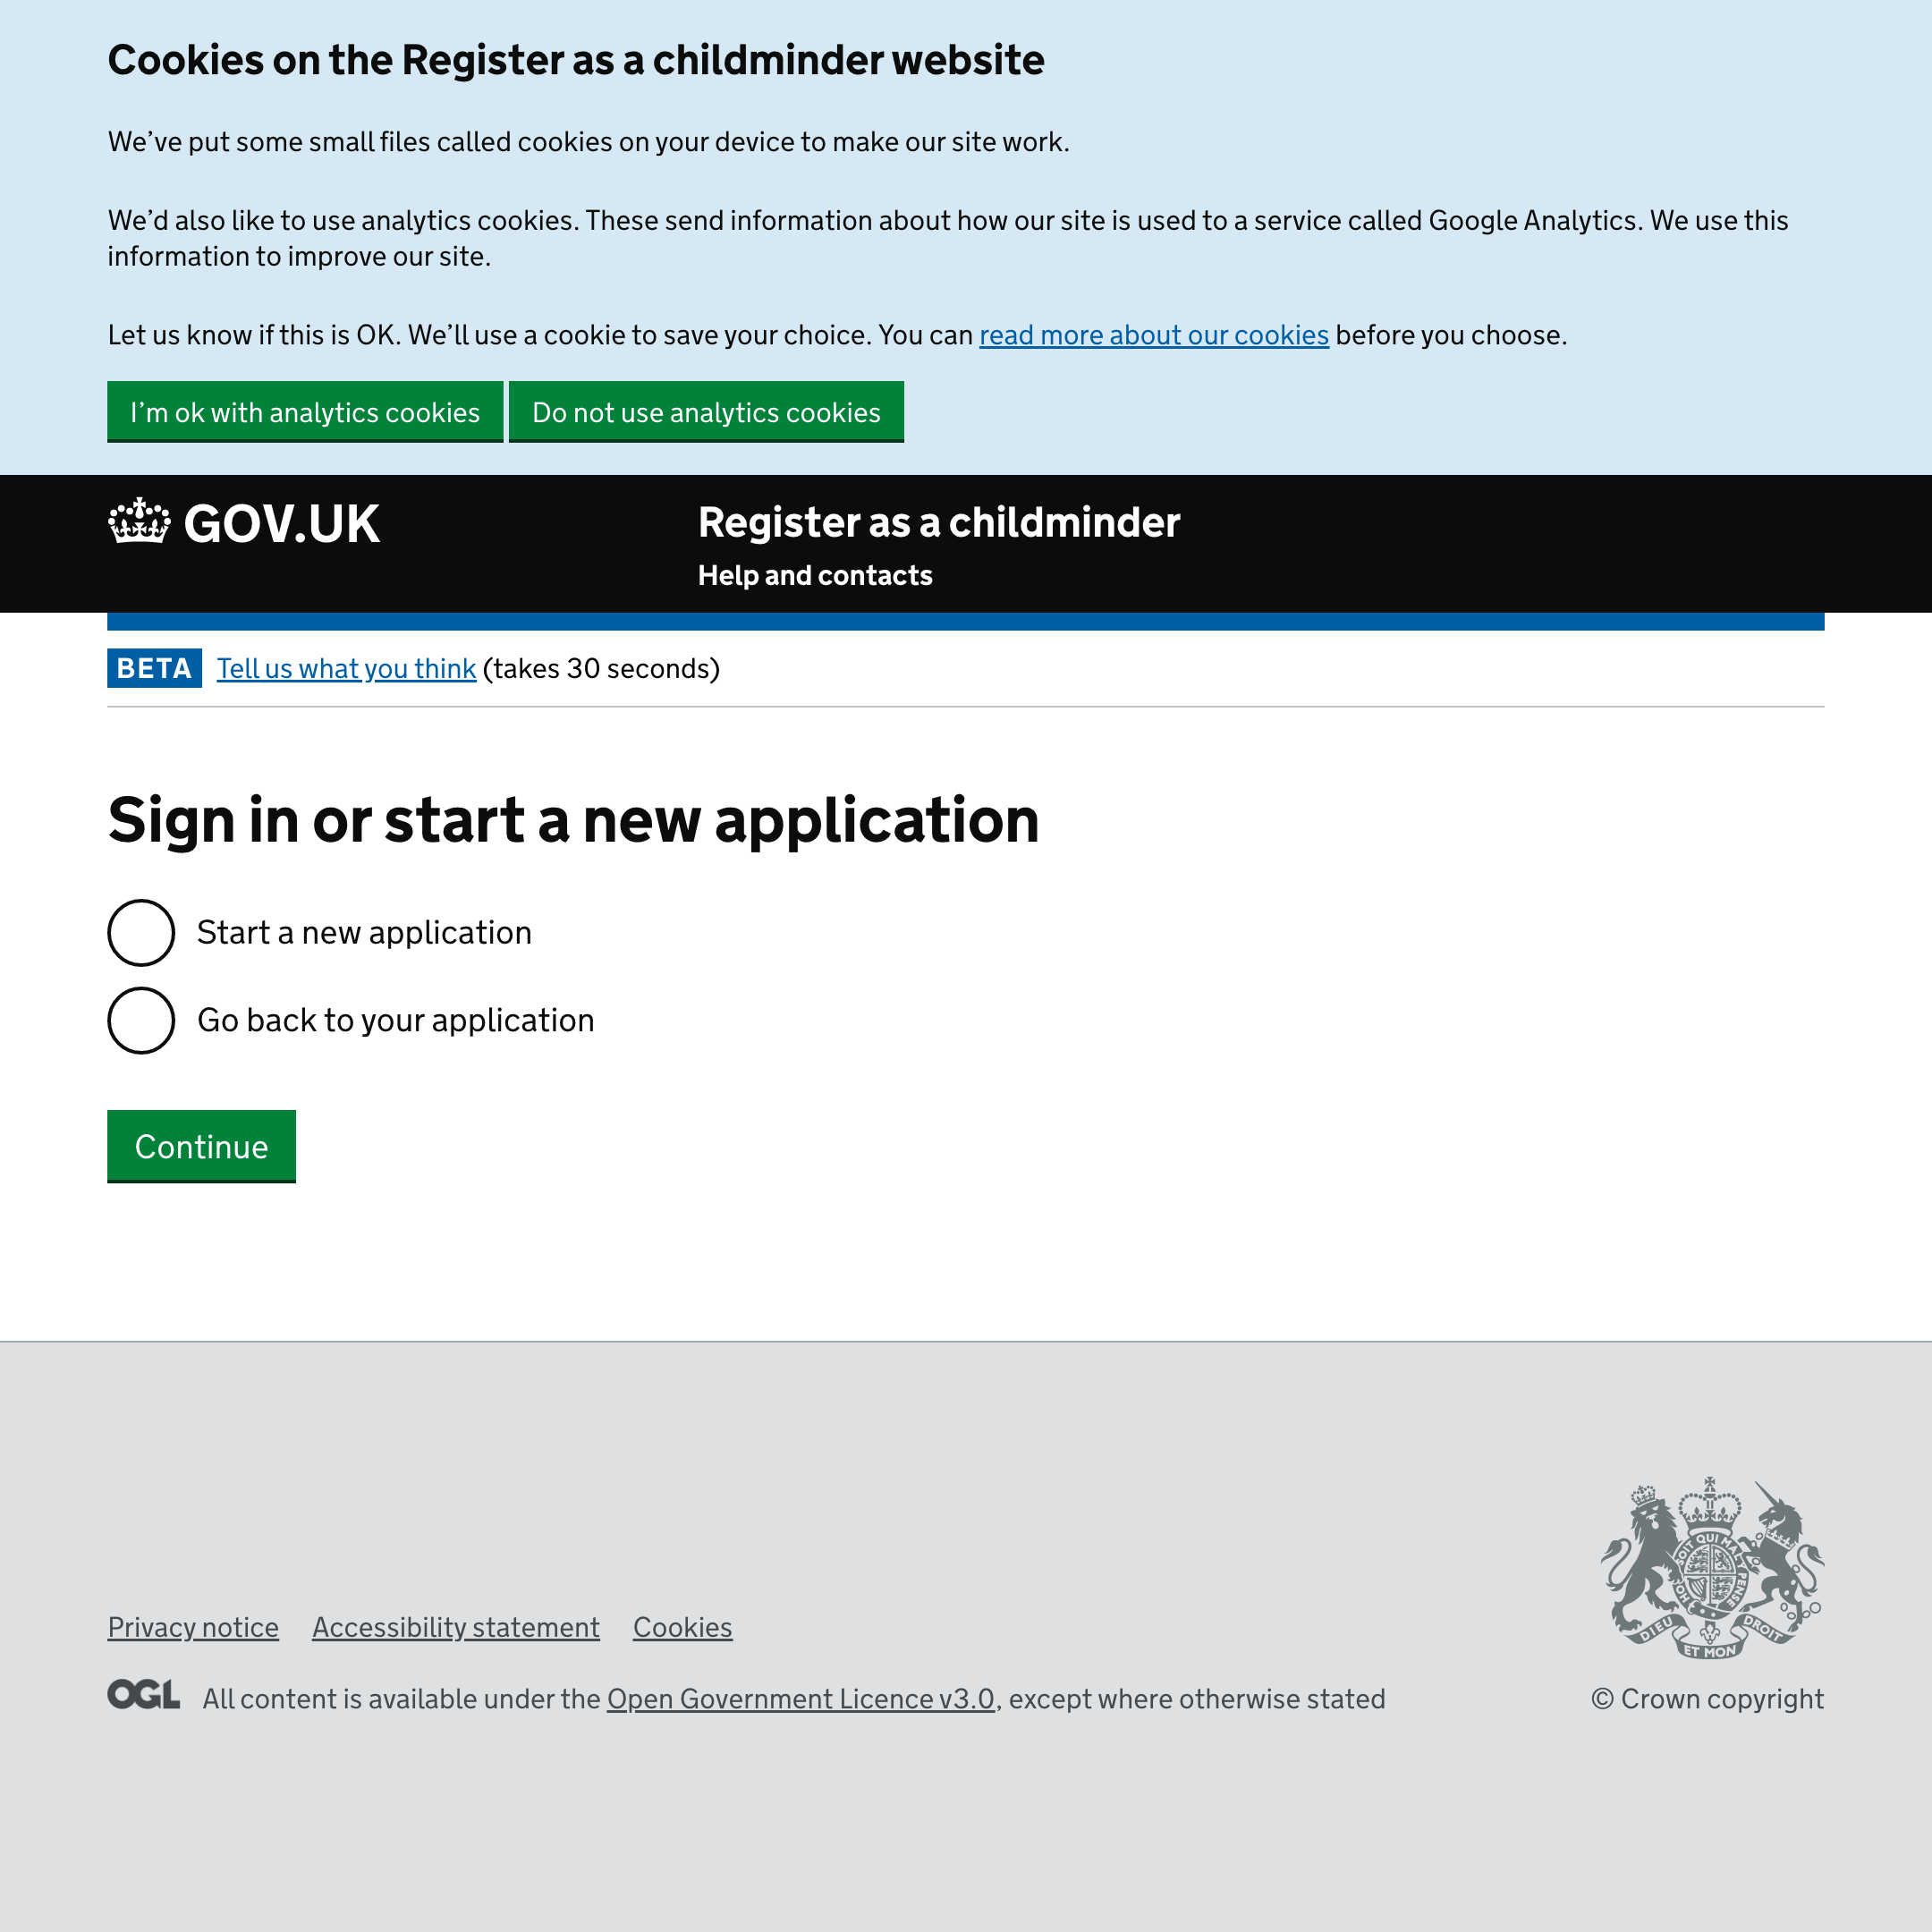 Cookies on the Register as a childminder website
We’ve put some small files called cookies on your device to make our site work.
We’d also like to use analytics cookies. These send information about how our site is used to a service called Google Analytics. We use this
information to improve our site.
Let us know if this is OK. We’ll use a cookie to save your choice. You can read more about our cookies before you choose.
I’m ok with analytics cookies Do not use analytics cookies
GOV.UK Register as a childminder
Help and contacts
BETA Tell us what you think (takes 30 seconds)
Sign in or start a new application
Start a new application
Go back to your application
Continue
SOIT QUI MAL Y PENSE
HON
DIEU ET MON DROIT
Privacy notice Accessibility statement Cookies
OGL All content is available under the Open Government Licence v3.0, except where otherwise stated
© Crown copyright